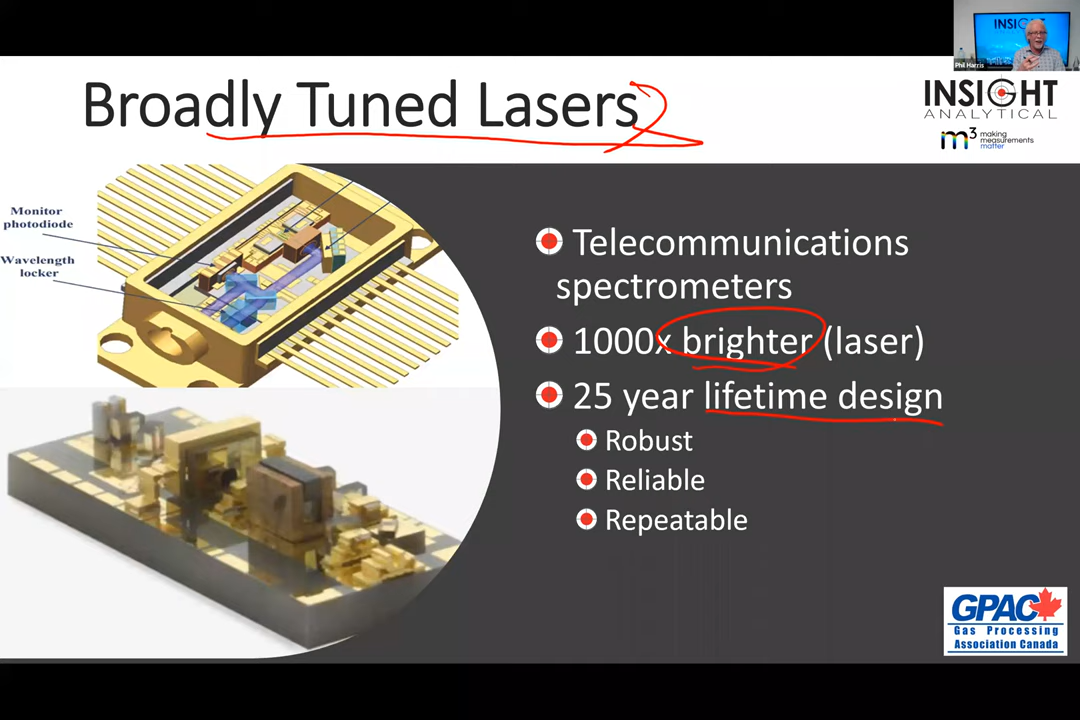 Phil Harris
INSIGHT
Broadly Tuned Lasers
INSIGHT
ANALYTICAL
m3 making
measurements
matter
Monitor
photodiode
Wavelength
locker
Telecommunications
spectrometers
1000x brighter (laser)
25 year lifetime design
Robust
Reliable
Repeatable
GPAC
Gas Processing
Association Canada